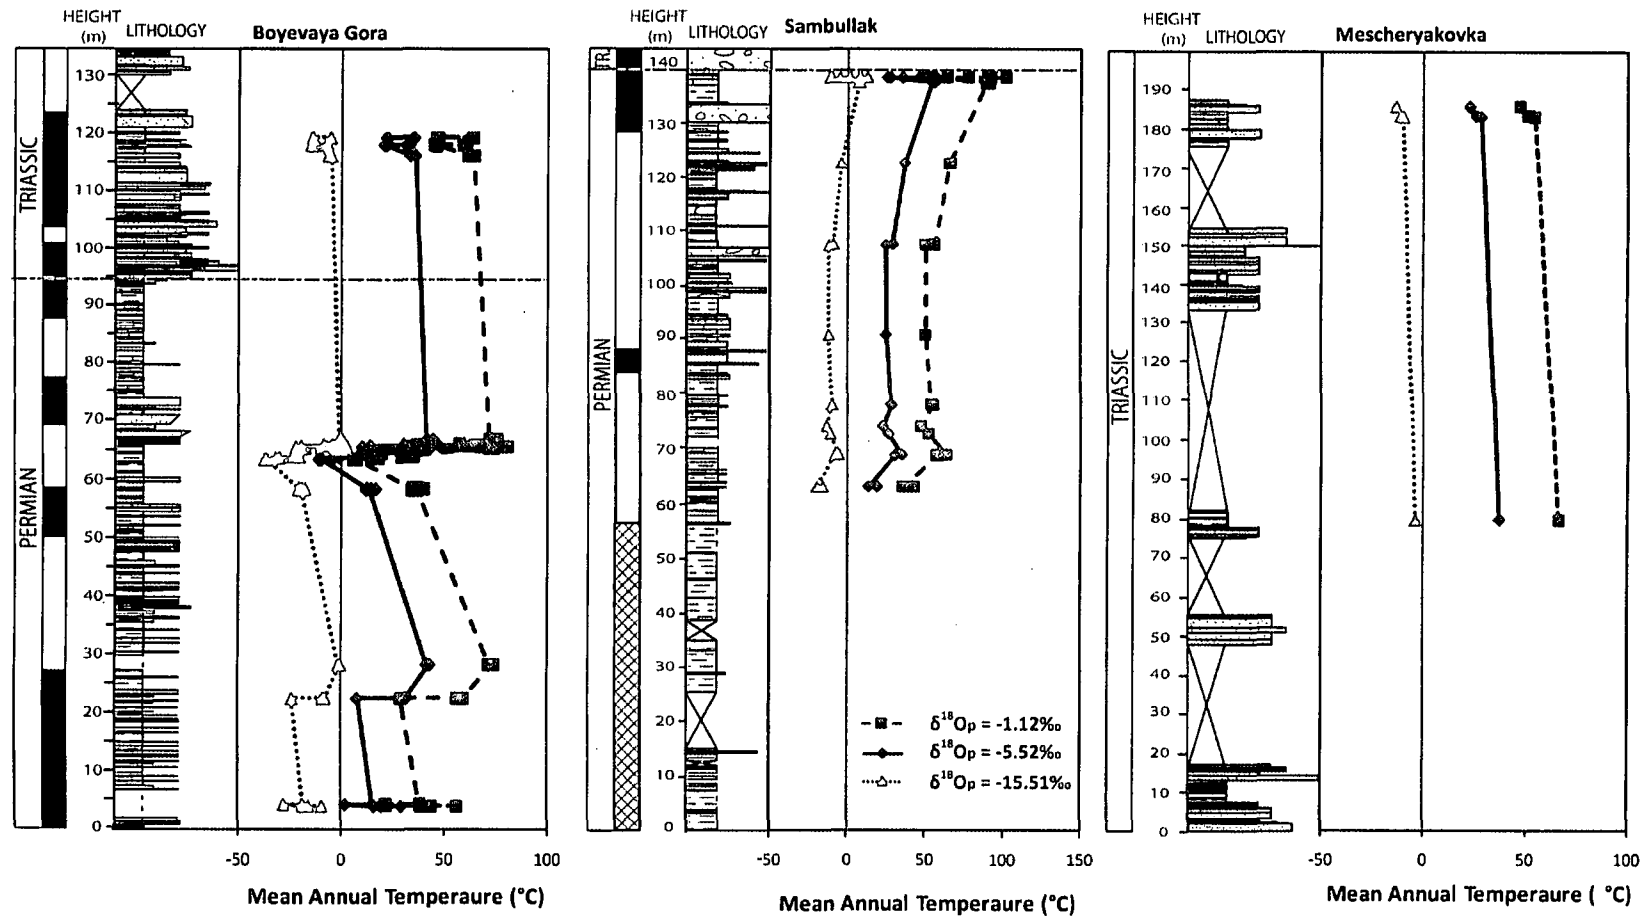 HEIGHT
(m)
LITHOLOGY
Boyevaya Gora
TRIASSIC
PERMIAN
130
120
110
100
90
80
70
60
50
40
30
20
10
0
-50
0
50
100
Mean Annual Temperaure (°C)
HEIGHT
(m)
LITHOLOGY
Sambullak
TR.
PERMIAN
140
130
120
110
100
90
80
70
60
50
40
30
20
10
0
δ¹⁸Op = -1.12‰
δ¹⁸Op = -5.52‰
δ¹⁸Op = -15.51‰
-50
0
50
100
150
Mean Annual Temperaure (°C)
HEIGHT
(m)
LITHOLOGY
Mescheryakovka
TRIASSIC
190
180
170
160
150
140
130
120
110
100
90
80
70
60
50
40
30
20
10
0
-50
0
50
100
Mean Annual Temperaure ( °C)